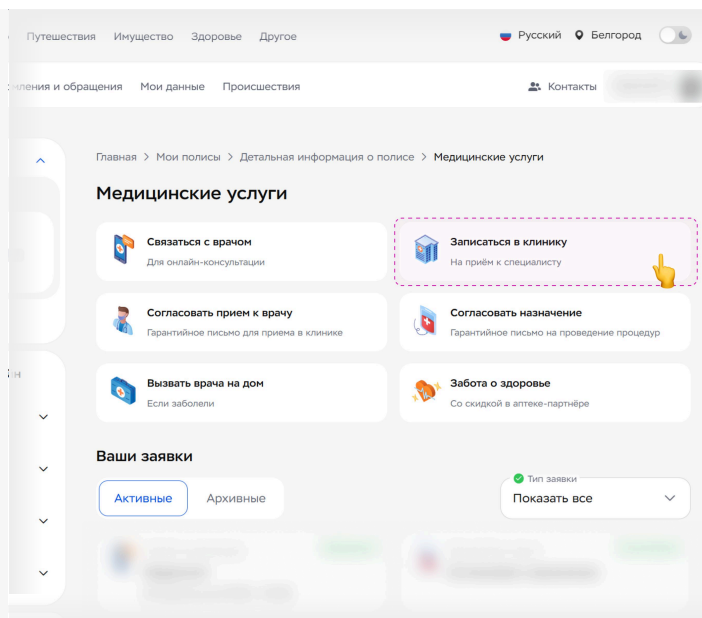 Путешествия Имущество Здоровье Другое Русский Белгород
обращения Мои данные Происшествия Контакты
Главная > Мои полисы > Детальная информация о полисе > Медицинские услуги
Медицинские услуги
Связаться с врачом
Для онлайн-консультации
Записаться в клинику
На приём к специалисту
Согласовать прием к врачу
Гарантийное письмо для приема в клинике
Согласовать назначение
Гарантийное письмо на проведение процедур
Вызвать врача на дом
Если заболели
Забота о здоровье
Со скидкой в аптеке-партнёре
Ваши заявки
Активные Архивные
Тип заявки
Показать все